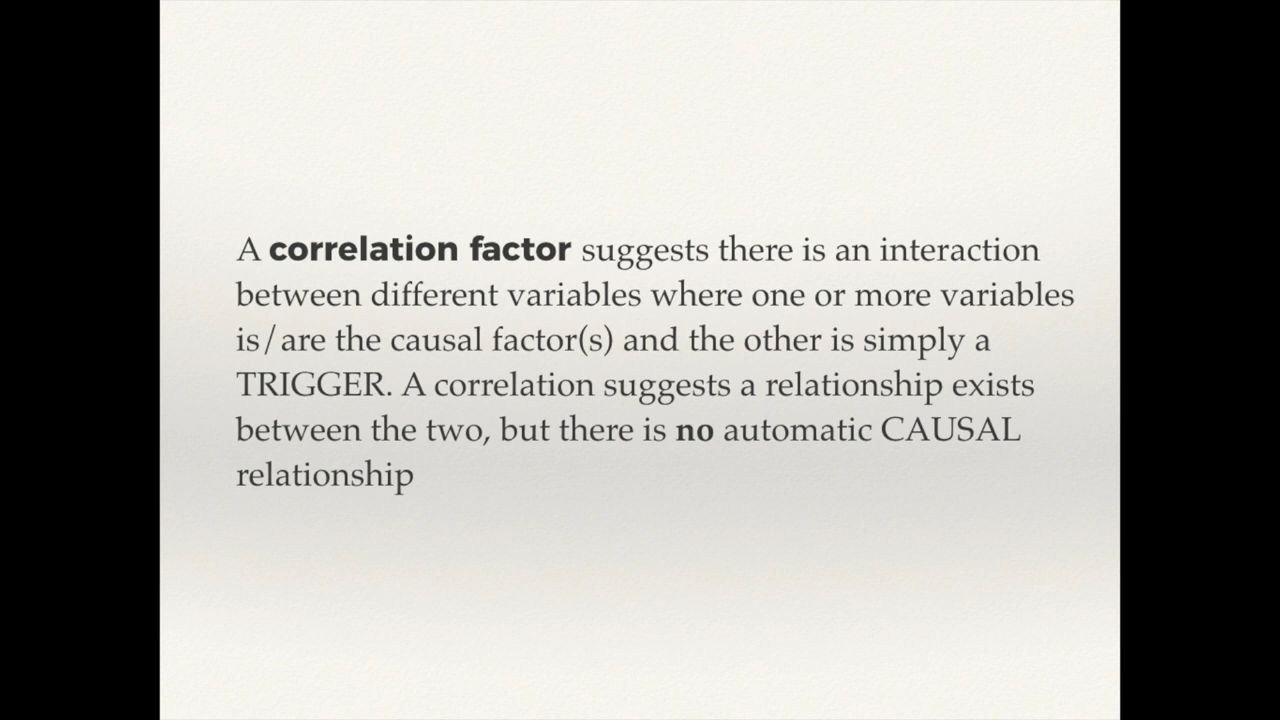 A correlation factor suggests there is an interaction
between different variables where one or more variables
is/are the causal factor(s) and the other is simply a
TRIGGER. A correlation suggests a relationship exists
between the two, but there is no automatic CAUSAL
relationship